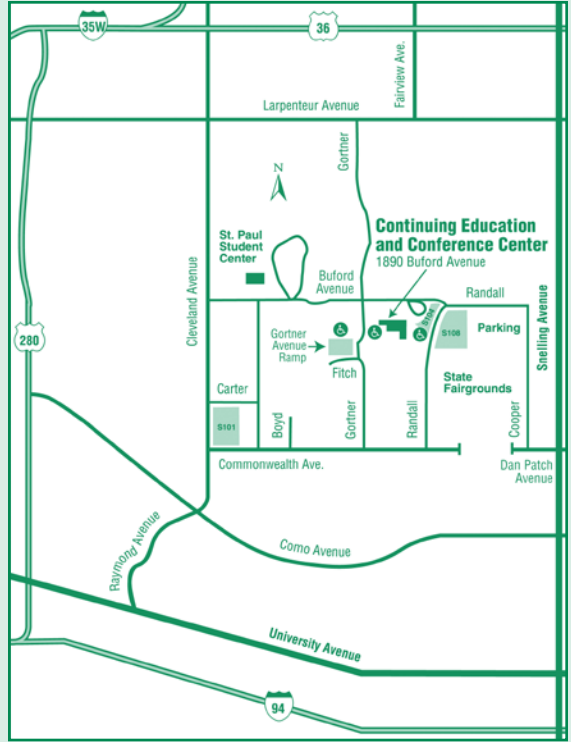 35W
36
Fairview Ave.
Larpenteur Avenue
Gortner
N
St. Paul
Student
Center
Continuing Education
and Conference Center
1890 Buford Avenue
Buford
Avenue
Cleveland Avenue
Randall
Snelling Avenue
280
Gortner
Avenue
Ramp
S104
S108
Parking
Fitch
State
Fairgrounds
Carter
S101
Boyd
Gortner
Randall
Cooper
Commonwealth Ave.
Dan Patch
Avenue
Raymond Avenue
Como Avenue
University Avenue
94